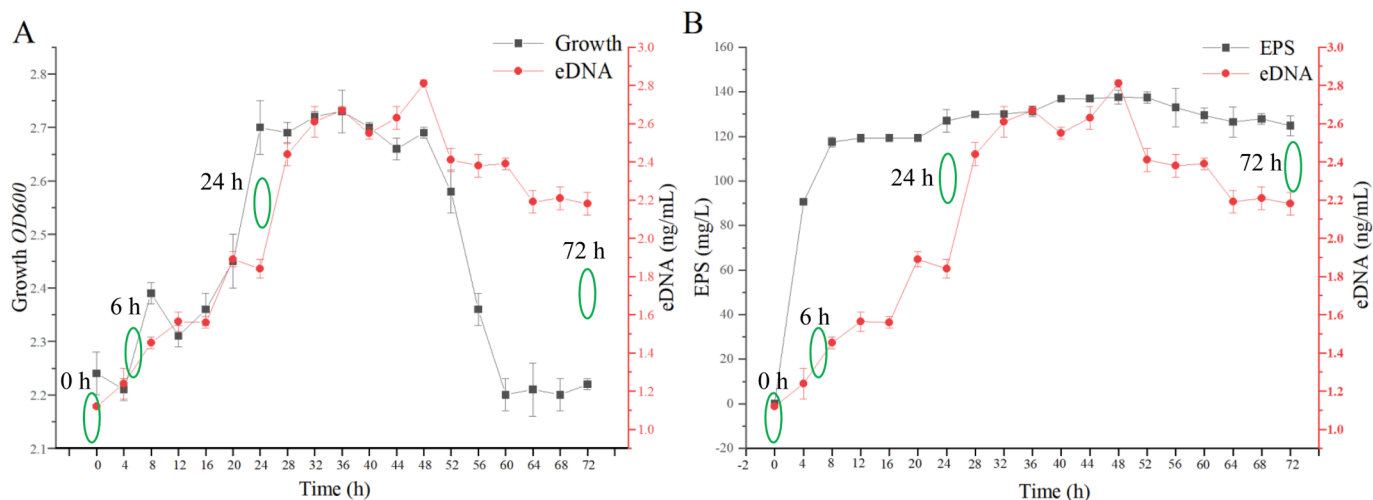 A
Growth
eDNA
2.8
2.7
2.6
2.5
2.4
2.3
2.2
2.1
Growth OD600
0 h
6 h
24 h
72 h
3.0
2.8
2.6
2.4
2.2
2.0
1.8
1.6
1.4
1.2
1.0
eDNA (ng/mL)
0 4 8 12 16 20 24 28 32 36 40 44 48 52 56 60 64 68 72
Time (h)
B
EPS
eDNA
160
140
120
100
80
60
40
20
0
-20
EPS (mg/L)
0 h
6 h
24 h
72 h
3.0
2.8
2.6
2.4
2.2
2.0
1.8
1.6
1.4
1.2
1.0
eDNA (ng/mL)
-2 0 4 8 12 16 20 24 28 32 36 40 44 48 52 56 60 64 68 72
Time (h)